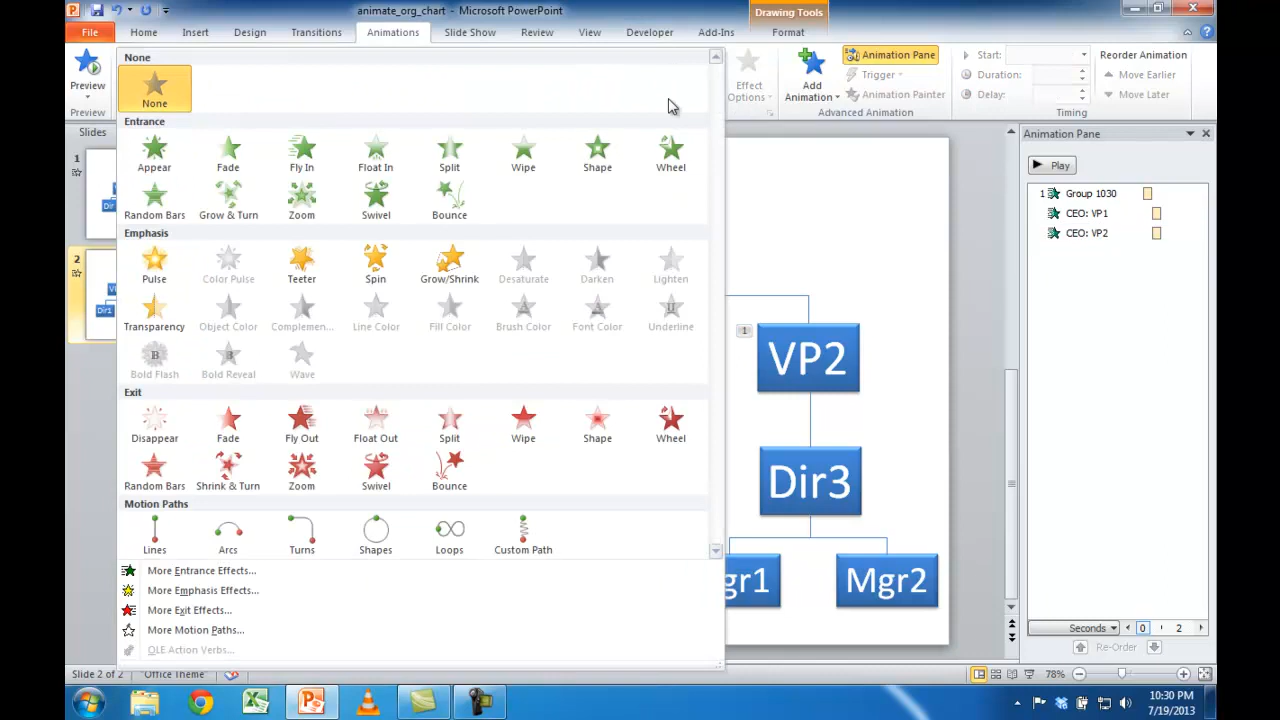 animate_org_chart - Microsoft PowerPoint
Drawing Tools
File Home Insert Design Transitions Animations Slide Show Review View Developer Add-Ins Format
Preview
Preview
None
None
Entrance
Appear Fade Fly In Float In Split Wipe Shape Wheel
Random Bars Grow & Turn Zoom Swivel Bounce
Emphasis
Pulse Color Pulse Teeter Spin Grow/Shrink Desaturate Darken Lighten
Transparency Object Color Complemen... Line Color Fill Color Brush Color Font Color Underline
Bold Flash Bold Reveal Wave
Exit
Disappear Fade Fly Out Float Out Split Wipe Shape Wheel
Random Bars Shrink & Turn Zoom Swivel Bounce
Motion Paths
Lines Arcs Turns Shapes Loops Custom Path
More Entrance Effects...
More Emphasis Effects...
More Exit Effects...
More Motion Paths...
OLE Action Verbs...
Effect Options
Add Animation
Animation Pane
Trigger
Animation Painter
Advanced Animation
Start:
Duration:
Delay:
Reorder Animation
Move Earlier
Move Later
Timing
Slides
1
2
1
VP2
Dir3
gr1 Mgr2
Animation Pane
Play
1 Group 1030
CEO: VP1
CEO: VP2
Seconds 0 2
Re-Order
Slide 2 of 2 "Office Theme" 78%
10:30 PM
7/19/2013